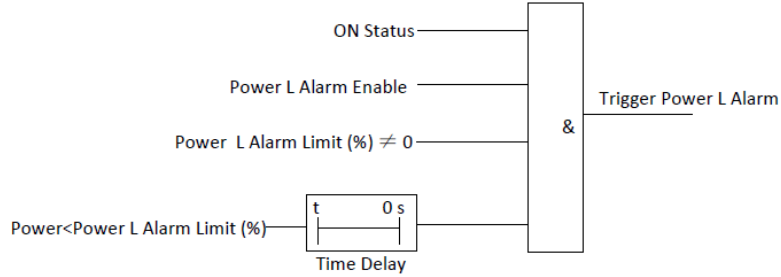 ON Status
Power L Alarm Enable
Trigger Power L Alarm
&
Power L Alarm Limit (%) ≠ 0
t 0 s
Power<Power L Alarm Limit (%)
Time Delay